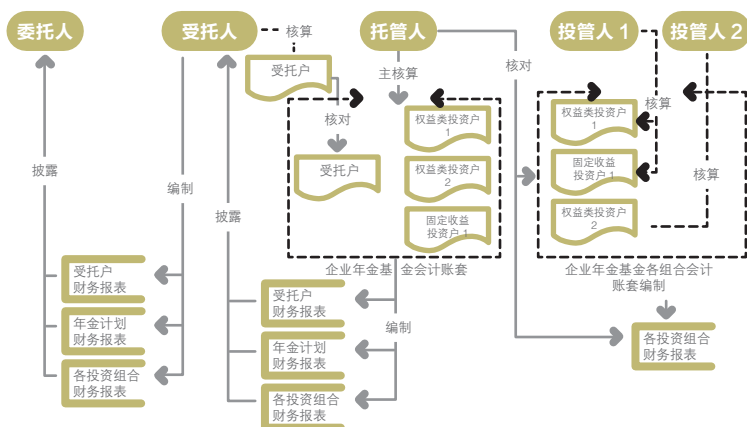 委托人
受托人
托管人
投管人 1
投管人 2
核算
受托户
主核算
核对
核对
核算
核算
权益类投资户
1
权益类投资户
2
固定收益
投资户 1
受托户
权益类投资户
1
固定收益
投资户 1
权益类投资户
2
披露
编制
披露
企业年金基 金会计账套
企业年金基金各组合会计
账套编制
受托户
财务报表
年金计划
财务报表
各投资组合
财务报表
受托户
财务报表
年金计划
财务报表
各投资组合
财务报表
编制
各投资组合
财务报表